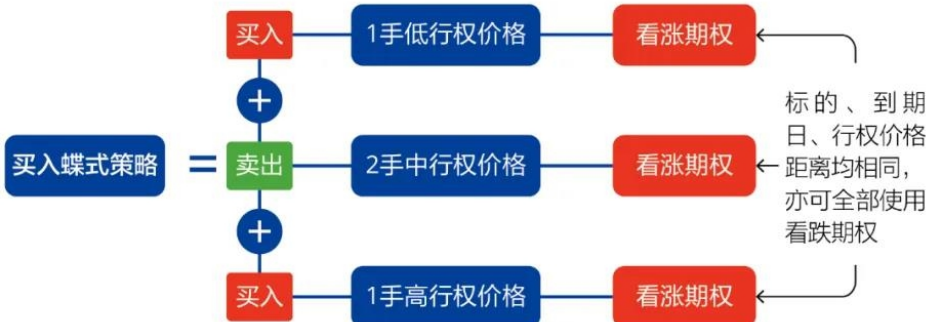 买入 1手低行权价格 看涨期权
+
买入蝶式策略 = 卖出 2手中行权价格 看涨期权
+
买入 1手高行权价格 看涨期权
标的、到期
日、行权价格
距离均相同，
亦可全部使用
看跌期权